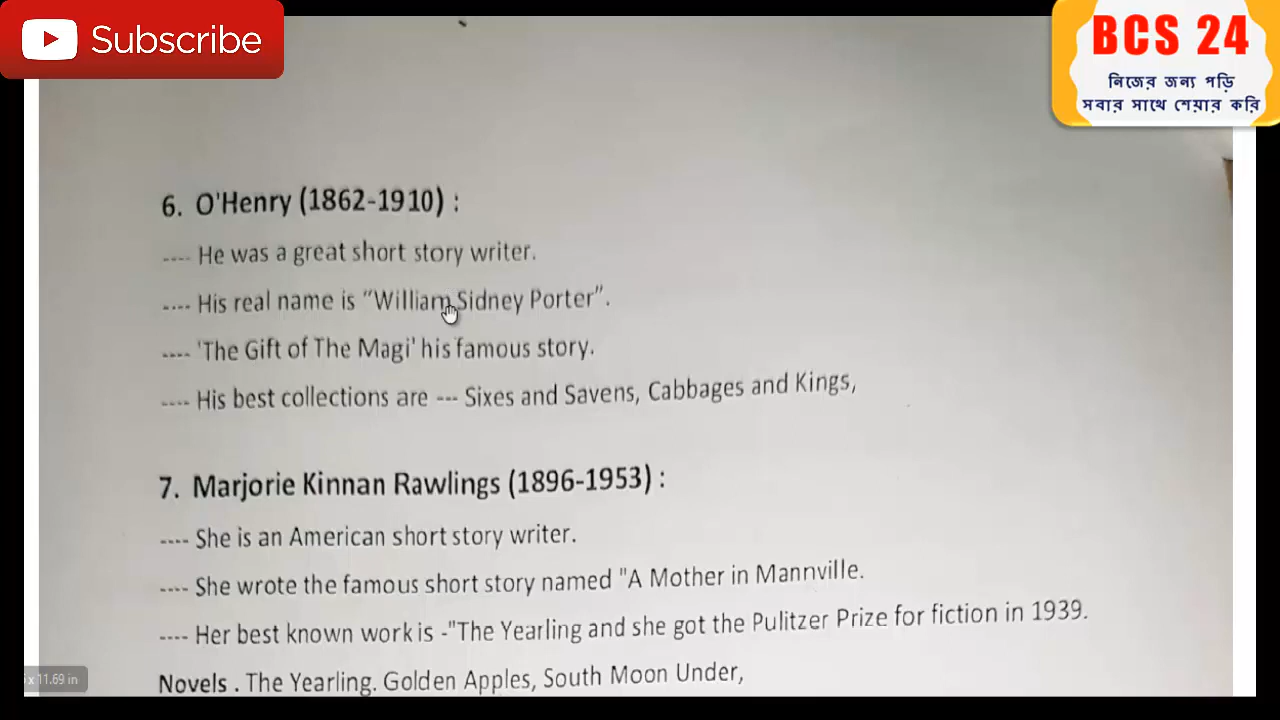 Subscribe
BCS 24
নিজের জন্য পড়ি
সবার সাথে শেয়ার করি
6. O'Henry (1862-1910) :
---- He was a great short story writer.
---- His real name is “William Sidney Porter”.
---- 'The Gift of The Magi' his famous story.
---- His best collections are --- Sixes and Savens, Cabbages and Kings,
7. Marjorie Kinnan Rawlings (1896-1953) :
---- She is an American short story writer.
---- She wrote the famous short story named "A Mother in Mannville.
---- Her best known work is -"The Yearling and she got the Pulitzer Prize for fiction in 1939.
Novels . The Yearling. Golden Apples, South Moon Under,
x 11.69 in